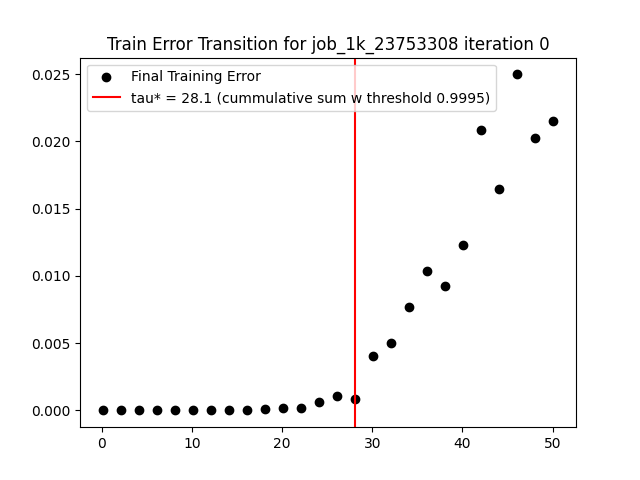 Train Error Transition for job_1k_23753308 iteration 0
Final Training Error
tau* = 28.1 (cummulative sum w threshold 0.9995)
0.025
0.020
0.015
0.010
0.005
0.000
0 10 20 30 40 50